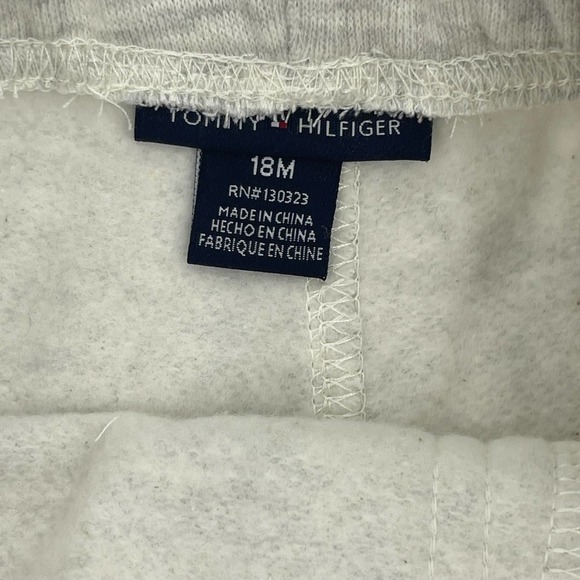 TOMMY HILFIGER
18M
RN#130323
MADE IN CHINA
HECHO EN CHINA
FABRIQUE EN CHINE